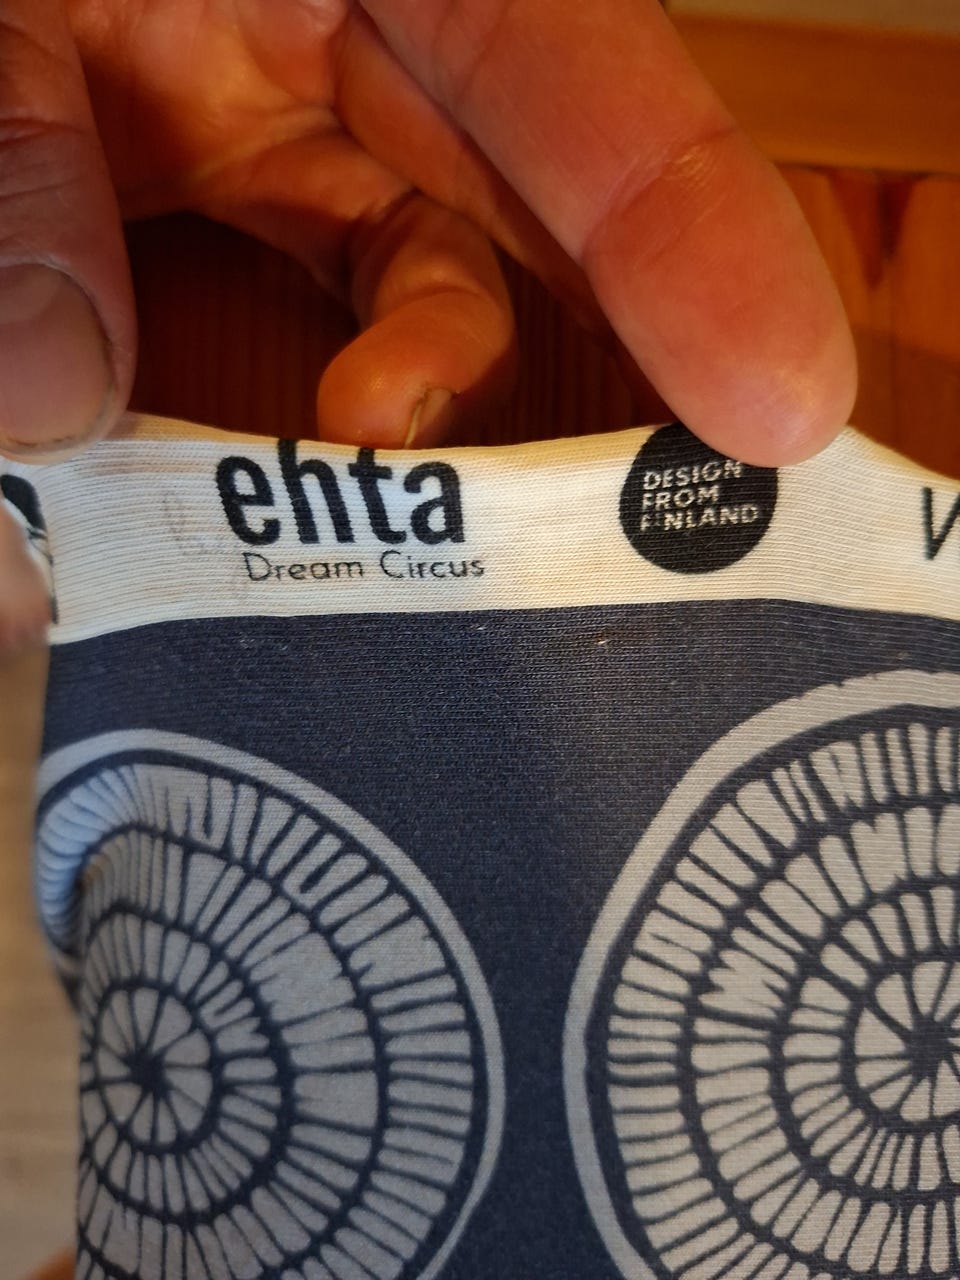 ehta
Dream Circus
DESIGN
FROM
FINLAND